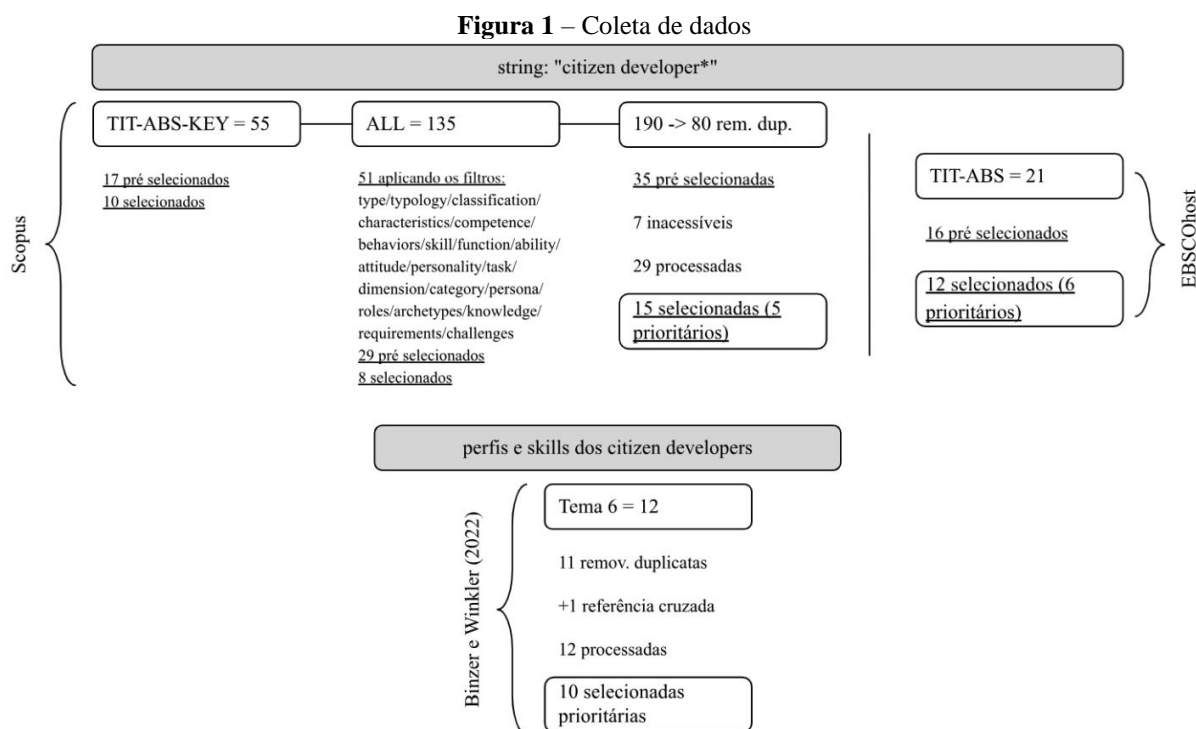 Figura 1 – Coleta de dados
string: "citizen developer*"
Scopus
TIT-ABS-KEY = 55
17 pré selecionados
10 selecionados
ALL = 135
51 aplicando os filtros:
type/typology/classification/
characteristics/competence/
behaviors/skill/function/ability/
attitude/personality/task/
dimension/category/persona/
roles/archetypes/knowledge/
requirements/challenges
29 pré selecionados
8 selecionados
190 -> 80 rem. dup.
35 pré selecionadas
7 inacessíveis
29 processadas
15 selecionadas (5
prioritários)
TIT-ABS = 21
16 pré selecionados
12 selecionados (6
prioritários)
EBSCOhost
perfis e skills dos citizen developers
Binzer e Winkler (2022)
Tema 6 = 12
11 remov. duplicatas
+1 referência cruzada
12 processadas
10 selecionadas
prioritárias